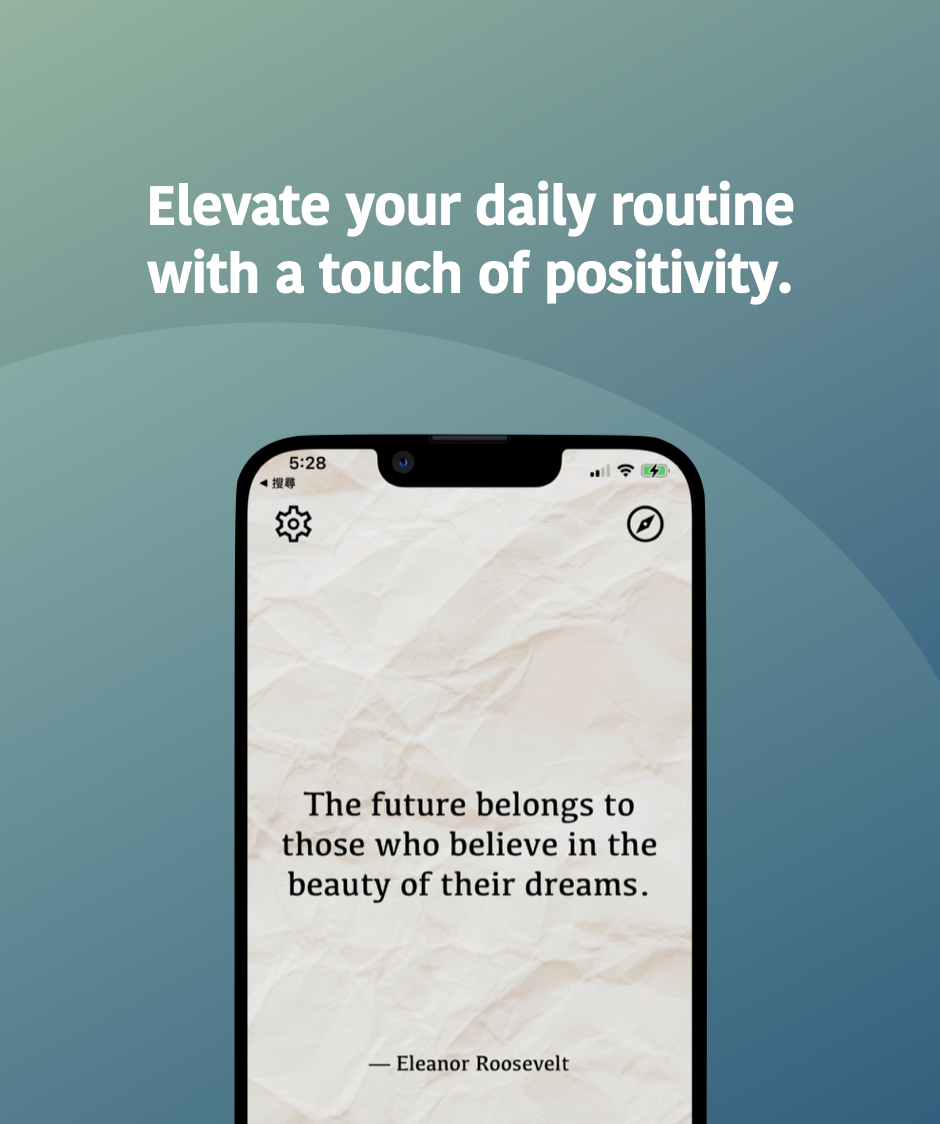 Elevate your daily routine
with a touch of positivity.
5:28
◀ 搜尋
The future belongs to
those who believe in the
beauty of their dreams.
— Eleanor Roosevelt